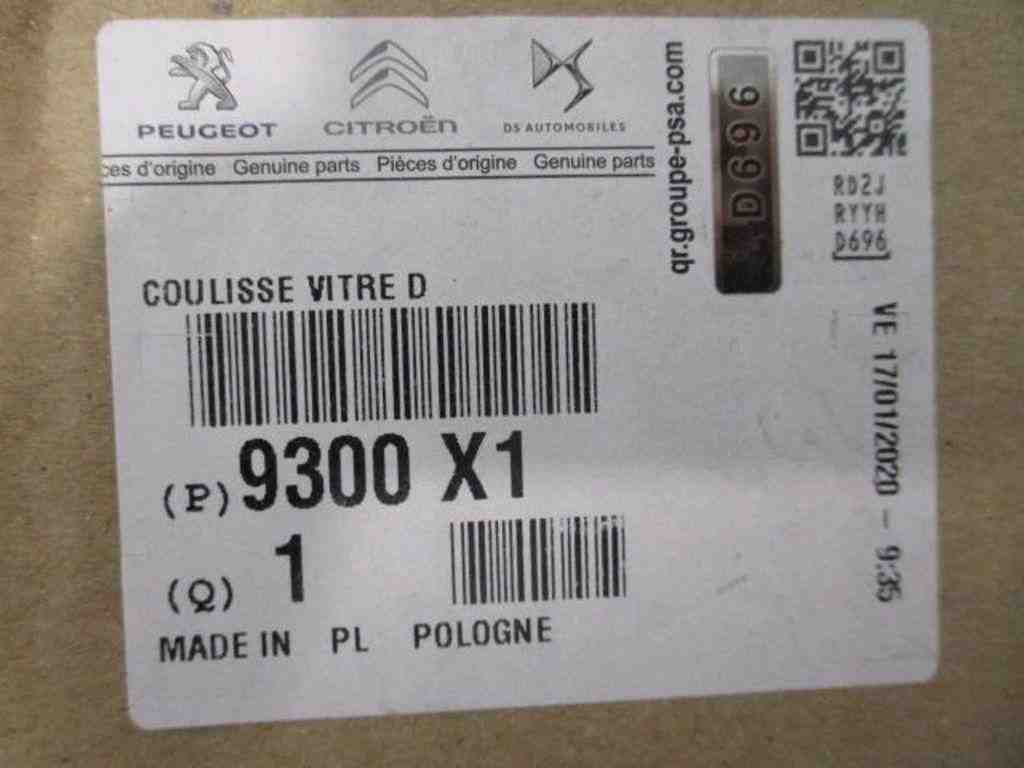 PEUGEOT CITROËN DS AUTOMOBILES
ces d'origine Genuine parts Pièces d'origine Genuine parts
qr.groupe-psa.com
D696
RD2J
RYYH
D696
VE 17/01/2020 - 9:35
COULISSE VITRE D
(P) 9300 X1
(Q) 1
MADE IN PL POLOGNE